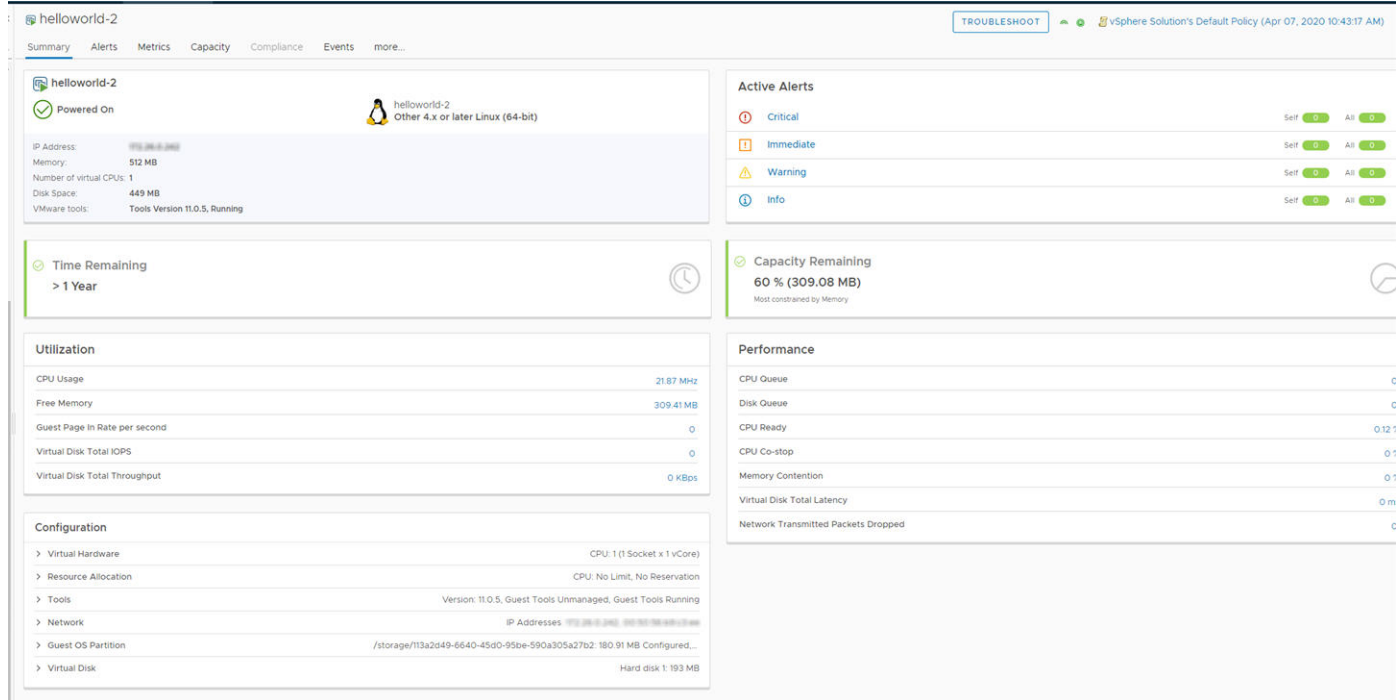 helloworld-2
TROUBLESHOOT
vSphere Solution's Default Policy (Apr 07, 2020 10:43:17 AM)
Summary Alerts Metrics Capacity Compliance Events more...
helloworld-2
Powered On
helloworld-2
Other 4.x or later Linux (64-bit)
IP Address:
Memory: 512 MB
Number of virtual CPUs: 1
Disk Space: 449 MB
VMware tools: Tools Version 11.0.5, Running
Active Alerts
Critical Self 0 All 0
Immediate Self 0 All 0
Warning Self 0 All 0
Info Self 0 All 0
Time Remaining
> 1 Year
Capacity Remaining
60 % (309.08 MB)
Most constrained by Memory
Utilization
CPU Usage 21.87 MHz
Free Memory 309.41 MB
Guest Page In Rate per second 0
Virtual Disk Total IOPS 0
Virtual Disk Total Throughput 0 KBps
Performance
CPU Queue
Disk Queue
CPU Ready 0.12
CPU Co-stop 0
Memory Contention 0
Virtual Disk Total Latency 0 m
Network Transmitted Packets Dropped
Configuration
> Virtual Hardware CPU: 1 (1 Socket x 1 vCore)
> Resource Allocation CPU: No Limit, No Reservation
> Tools Version: 11.0.5, Guest Tools Unmanaged, Guest Tools Running
> Network IP Addresses
> Guest OS Partition /storage/113a2d49-6640-45d0-95be-590a305a27b2: 180.91 MB Configured,...
> Virtual Disk Hard disk 1: 193 MB